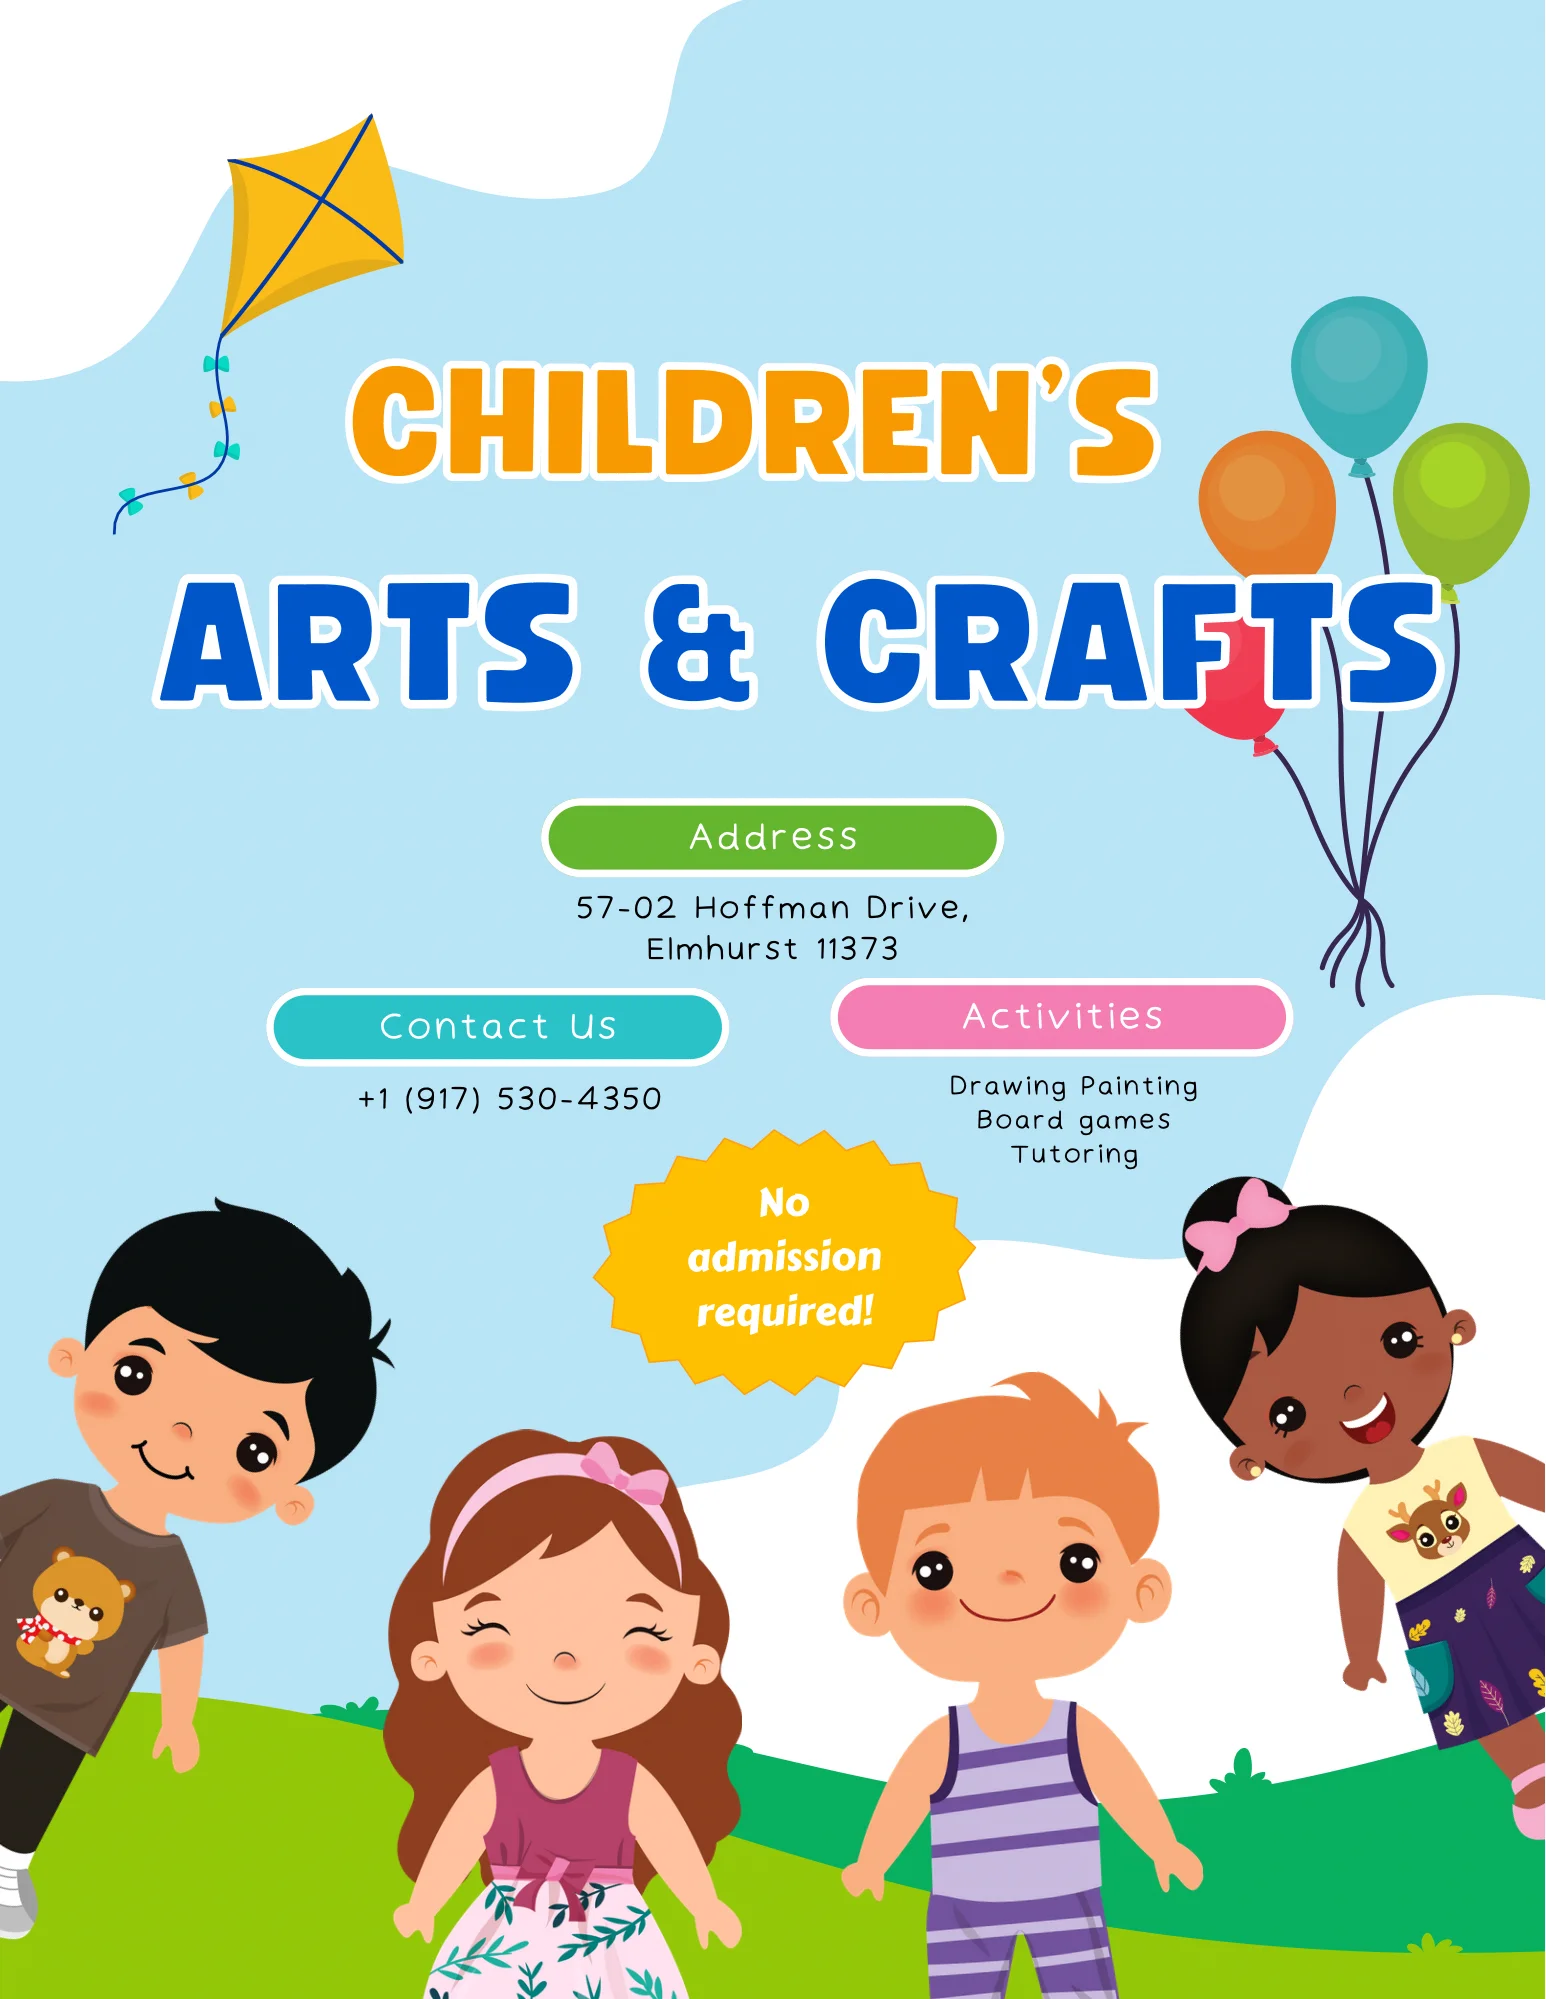 CHILDREN'S
ARTS & CRAFTS
Address
57-02 Hoffman Drive,
Elmhurst 11373
Contact Us
+1 (917) 530-4350
Activities
Drawing Painting
Board games
Tutoring
No
admission
required!